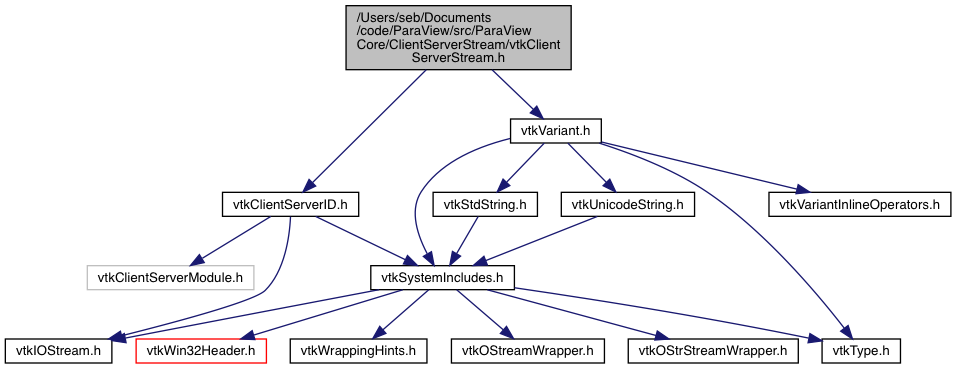 /Users/seb/Documents
/code/ParaView/src/ParaView
Core/ClientServerStream/vtkClient
ServerStream.h
vtkVariant.h
vtkClientServerID.h
vtkStdString.h
vtkUnicodeString.h
vtkVariantInlineOperators.h
vtkClientServerModule.h
vtkSystemIncludes.h
vtkIOStream.h
vtkWin32Header.h
vtkWrappingHints.h
vtkOStreamWrapper.h
vtkOStrStreamWrapper.h
vtkType.h